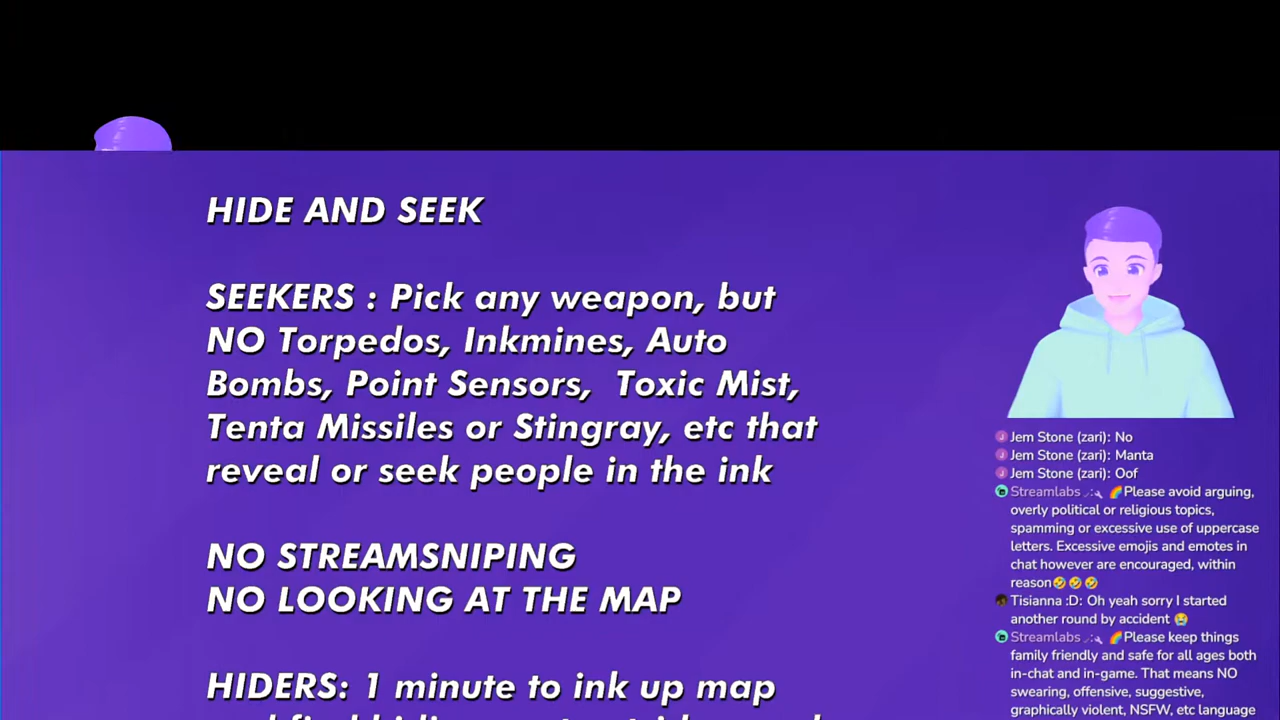 HIDE AND SEEK
SEEKERS : Pick any weapon, but
NO Torpedos, Inkmines, Auto
Bombs, Point Sensors,  Toxic Mist,
Tenta Missiles or Stingray, etc that
reveal or seek people in the ink
NO STREAMSNIPING
NO LOOKING AT THE MAP
HIDERS: 1 minute to ink up map
Jem Stone (zari): No
Jem Stone (zari): Manta
Jem Stone (zari): Oof
Streamlabs 🌈Please avoid arguing,
overly political or religious topics,
spamming or excessive use of uppercase
letters. Excessive emojis and emotes in
chat however are encouraged, within
reason🤣🤣🤣
Tisianna :D: Oh yeah sorry I started
another round by accident 😭
Streamlabs 🌈Please keep things
family friendly and safe for all ages both
in-chat and in-game. That means NO
swearing, offensive, suggestive,
graphically violent, NSFW, etc language